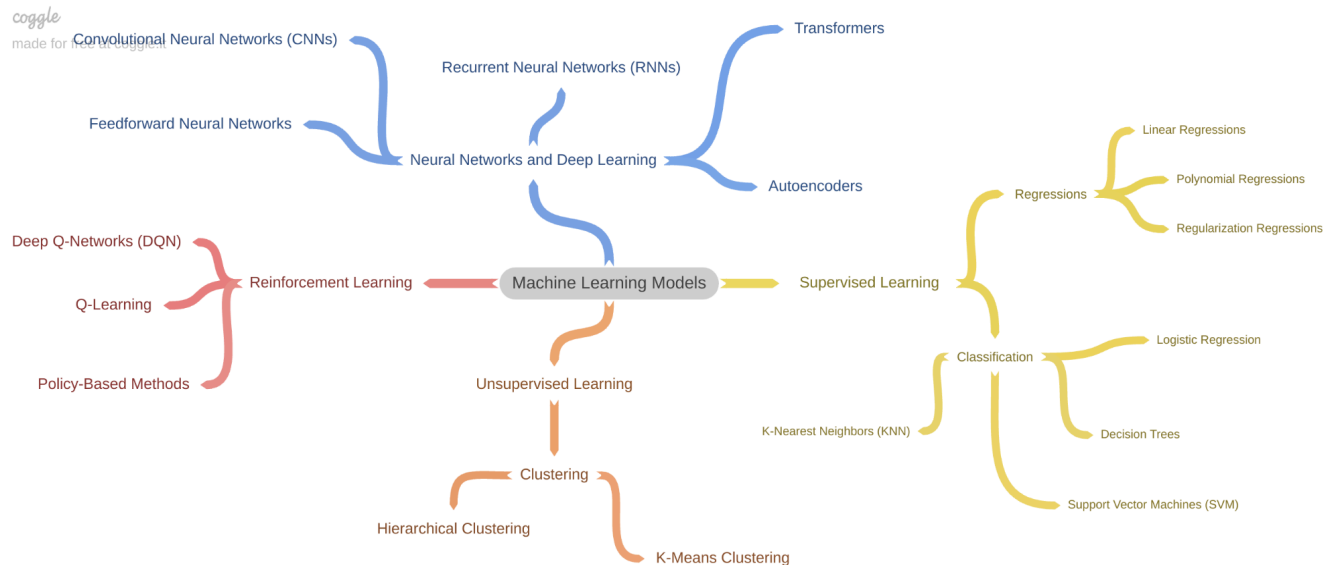 coggle
made for free at coggle.it
Convolutional Neural Networks (CNNs)
Feedforward Neural Networks
Recurrent Neural Networks (RNNs)
Transformers
Neural Networks and Deep Learning
Autoencoders
Deep Q-Networks (DQN)
Q-Learning
Policy-Based Methods
Reinforcement Learning
Machine Learning Models
Supervised Learning
Regressions
Linear Regressions
Polynomial Regressions
Regularization Regressions
Classification
Logistic Regression
Decision Trees
K-Nearest Neighbors (KNN)
Support Vector Machines (SVM)
Unsupervised Learning
Clustering
Hierarchical Clustering
K-Means Clustering